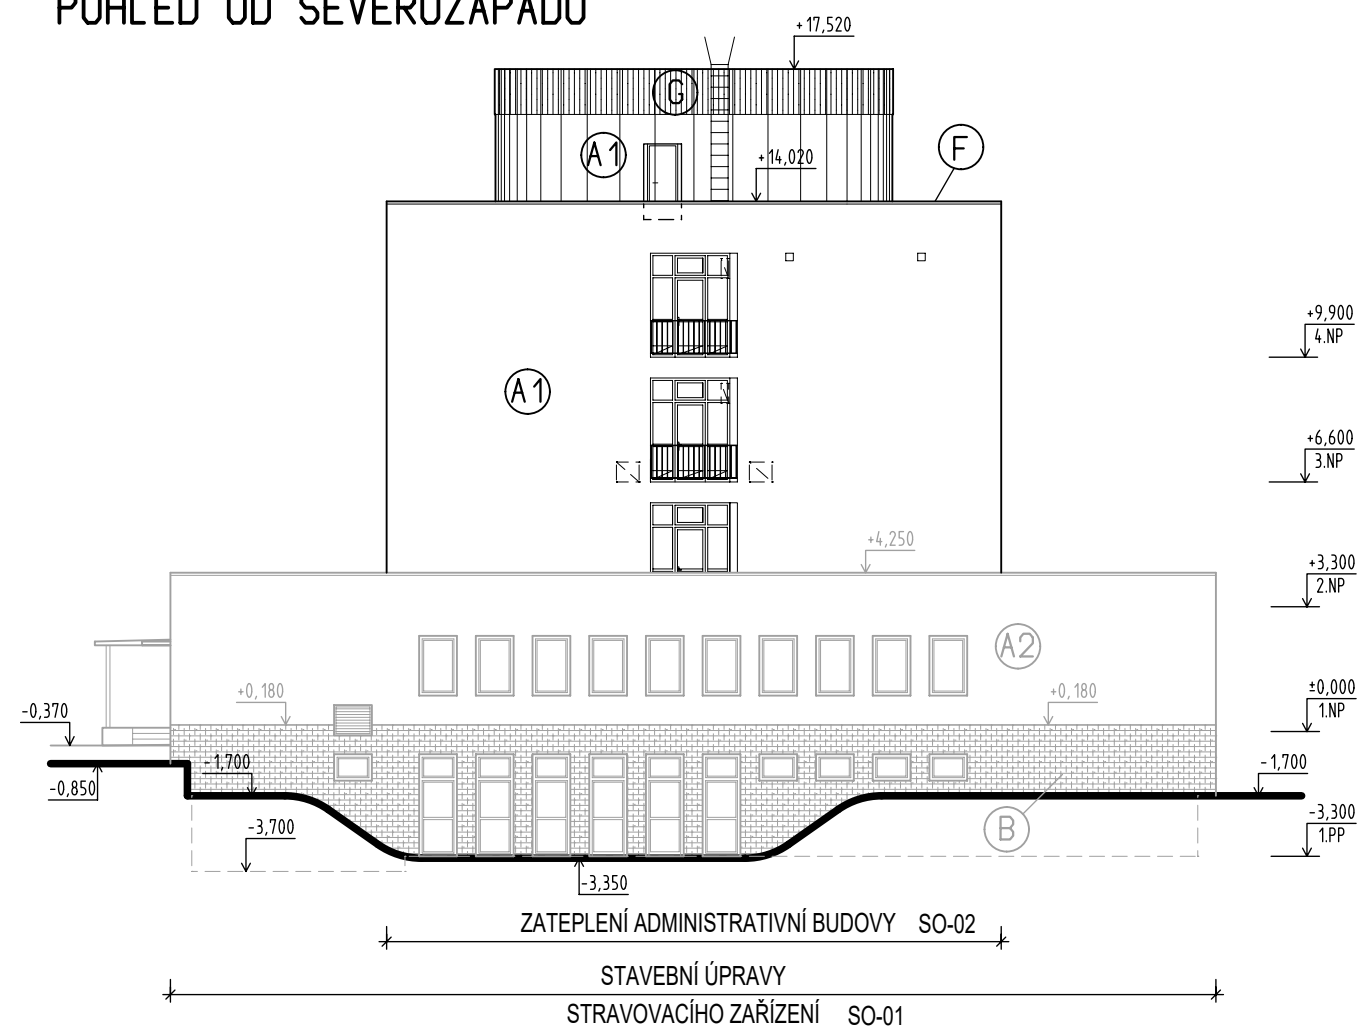 POHLED OD SEVEROZÁPADU
+17,520
G
A1
+14,020
F
+9,900
4.NP
A1
+6,600
3.NP
+4,250
+3,300
2.NP
A2
+0,180
+0,180
±0,000
1.NP
-0,370
-1,700
-1,700
-0,850
-3,700
B
-3,300
1.PP
-3,350
ZATEPLENÍ ADMINISTRATIVNÍ BUDOVY SO-02
STAVEBNÍ ÚPRAVY
STRAVOVACÍHO ZAŘÍZENÍ SO-01